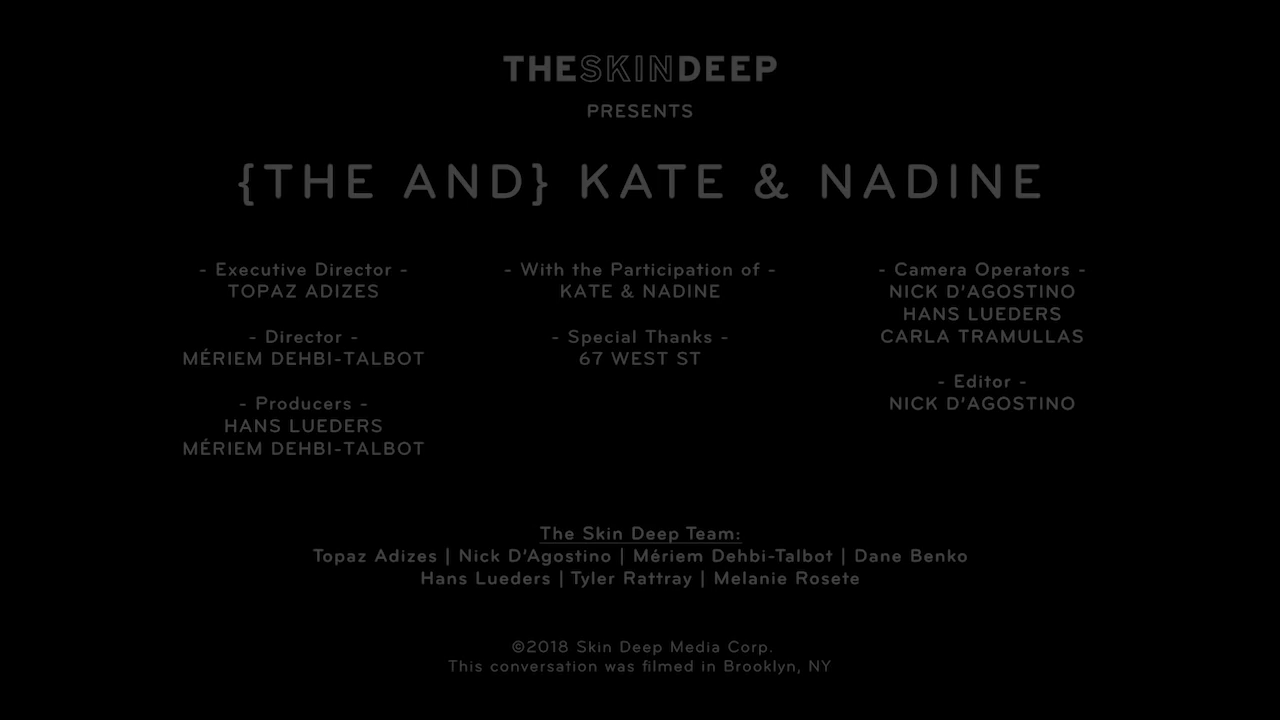 THESKINDEEP
PRESENTS
{THE AND} KATE & NADINE
- Executive Director -
TOPAZ ADIZES
- Director -
MÉRIEM DEHBI-TALBOT
- Producers -
HANS LUEDERS
MÉRIEM DEHBI-TALBOT
- With the Participation of -
KATE & NADINE
- Special Thanks -
67 WEST ST
- Camera Operators -
NICK D'AGOSTINO
HANS LUEDERS
CARLA TRAMULLAS
- Editor -
NICK D'AGOSTINO
The Skin Deep Team:
Topaz Adizes | Nick D'Agostino | Mériem Dehbi-Talbot | Dane Benko
Hans Lueders | Tyler Rattray | Melanie Rosete
©2018 Skin Deep Media Corp.
This conversation was filmed in Brooklyn, NY